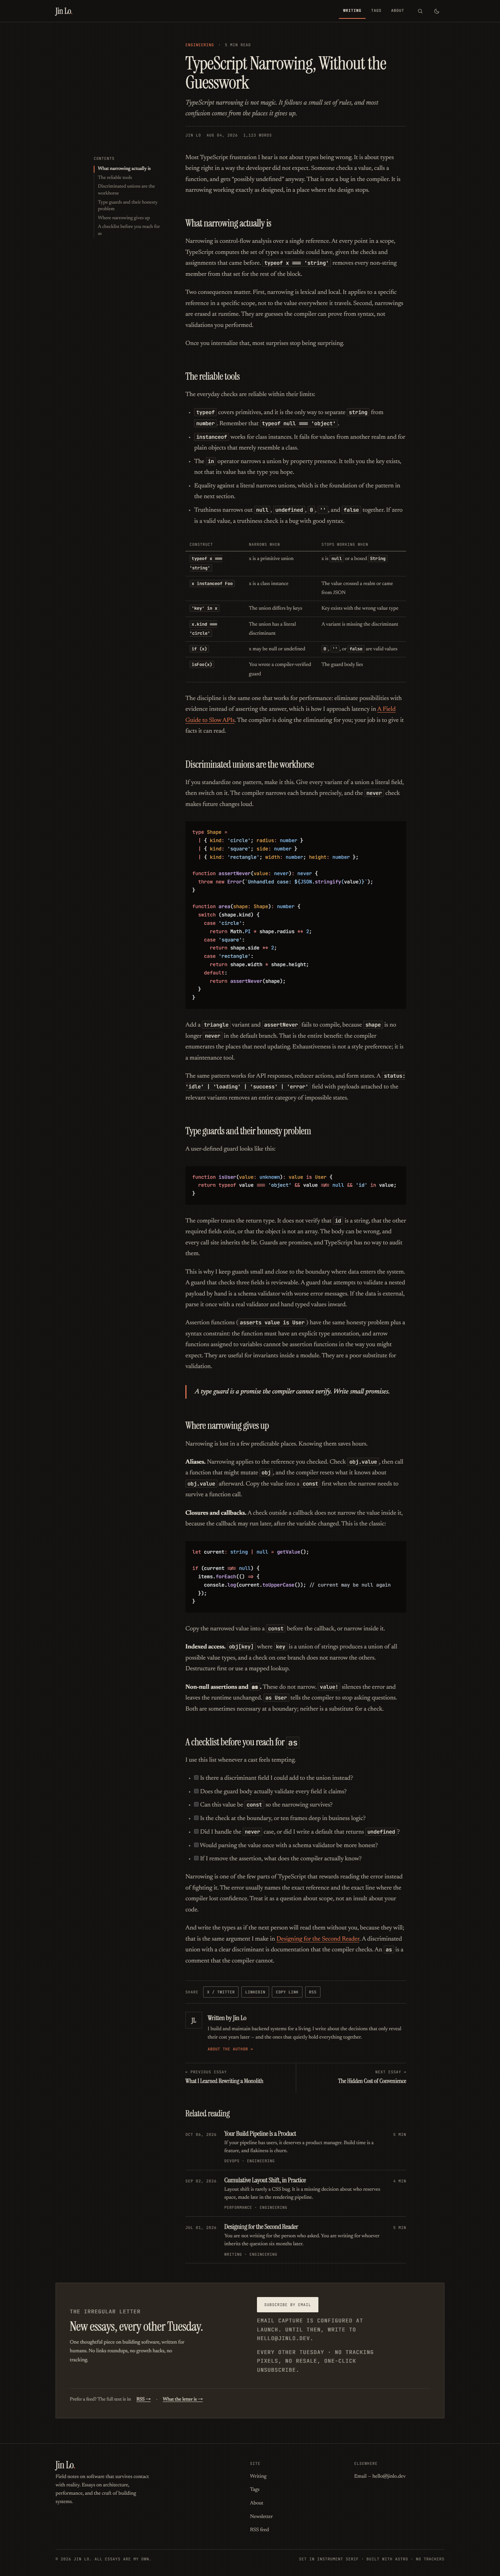 Jin Lo.
WRITING TAGS ABOUT
ENGINEERING · 5 MIN READ
TypeScript Narrowing, Without the
Guesswork
TypeScript narrowing is not magic. It follows a small set of rules, and most
confusion comes from the places it gives up.
JIN LO AUG 04, 2026 1,123 WORDS
CONTENTS
What narrowing actually is
The reliable tools
Discriminated unions are the
workhorse
Type guards and their honesty
problem
Where narrowing gives up
A checklist before you reach for
as
Most TypeScript frustration I hear is not about types being wrong. It is about types
being right in a way the developer did not expect. Someone checks a value, calls a
function, and gets "possibly undefined" anyway. That is not a bug in the compiler. It is
narrowing working exactly as designed, in a place where the design stops.
What narrowing actually is
Narrowing is control-flow analysis over a single reference. At every point in a scope,
TypeScript computes the set of types a variable could have, given the checks and
assignments that came before. typeof x === 'string' removes every non-string
member from that set for the rest of the block.
Two consequences matter. First, narrowing is lexical and local. It applies to a specific
reference in a specific scope, not to the value everywhere it travels. Second, narrowings
are erased at runtime. They are guesses the compiler can prove from syntax, not
validations you performed.
Once you internalize that, most surprises stop being surprising.
The reliable tools
The everyday checks are reliable within their limits:
• typeof covers primitives, and it is the only way to separate string from
number. Remember that typeof null === 'object'.
• instanceof works for class instances. It fails for values from another realm and for
plain objects that merely resemble a class.
• The in operator narrows a union by property presence. It tells you the key exists,
not that its value has the type you hope.
• Equality against a literal narrows unions, which is the foundation of the pattern in
the next section.
• Truthiness narrows out null, undefined, 0, '', and false together. If zero
is a valid value, a truthiness check is a bug with good syntax.
CONSTRUCT NARROWS WHEN STOPS WORKING WHEN
typeof x === 'string' x is a primitive union x is null or a boxed String
x instanceof Foo x is a class instance The value crossed a realm or came from JSON
'key' in x The union differs by keys Key exists with the wrong value type
x.kind === 'circle' The union has a literal discriminant A variant is missing the discriminant
if (x) x may be null or undefined 0, '', or false are valid values
isFoo(x) You wrote a compiler-verified guard The guard body lies
The discipline is the same one that works for performance: eliminate possibilities with
evidence instead of asserting the answer, which is how I approach latency in A Field
Guide to Slow APIs. The compiler is doing the eliminating for you; your job is to give it
facts it can read.
Discriminated unions are the workhorse
If you standardize one pattern, make it this. Give every variant of a union a literal field,
then switch on it. The compiler narrows each branch precisely, and the never check
makes future changes loud.
type Shape =
| { kind: 'circle'; radius: number }
| { kind: 'square'; side: number }
| { kind: 'rectangle'; width: number; height: number };
function assertNever(value: never): never {
throw new Error(`Unhandled case: ${JSON.stringify(value)}`);
}
function area(shape: Shape): number {
switch (shape.kind) {
case 'circle':
return Math.PI * shape.radius ** 2;
case 'square':
return shape.side ** 2;
case 'rectangle':
return shape.width * shape.height;
default:
return assertNever(shape);
}
}
Add a triangle variant and assertNever fails to compile, because shape is no
longer never in the default branch. That is the entire benefit: the compiler
enumerates the places that need updating. Exhaustiveness is not a style preference; it is
a maintenance tool.
The same pattern works for API responses, reducer actions, and form states. A status:
'idle' | 'loading' | 'success' | 'error' field with payloads attached to the
relevant variants removes an entire category of impossible states.
Type guards and their honesty problem
A user-defined guard looks like this:
function isUser(value: unknown): value is User {
return typeof value === 'object' && value !== null && 'id' in value;
}
The compiler trusts the return type. It does not verify that id is a string, that the other
required fields exist, or that the object is not an array. The body can be wrong, and
every call site inherits the lie. Guards are promises, and TypeScript has no way to audit
them.
This is why I keep guards small and close to the boundary where data enters the system.
A guard that checks three fields is reviewable. A guard that attempts to validate a nested
payload by hand is a schema validator with worse error messages. If the data is external,
parse it once with a real validator and hand typed values inward.
Assertion functions (asserts value is User) have the same honesty problem plus a
syntax constraint: the function must have an explicit type annotation, and arrow
functions assigned to variables cannot be assertion functions in the way you might
expect. They are useful for invariants inside a module. They are a poor substitute for
validation.
A type guard is a promise the compiler cannot verify. Write small promises.
Where narrowing gives up
Narrowing is lost in a few predictable places. Knowing them saves hours.
Aliases. Narrowing applies to the reference you checked. Check obj.value, then call
a function that might mutate obj, and the compiler resets what it knows about
obj.value afterward. Copy the value into a const first when the narrow needs to
survive a function call.
Closures and callbacks. A check outside a callback does not narrow the value inside it,
because the callback may run later, after the variable changed. This is the classic:
let current: string | null = getValue();
if (current !== null) {
items.forEach(() => {
console.log(current.toUpperCase()); // current may be null again
});
}
Copy the narrowed value into a const before the callback, or narrow inside it.
Indexed access. obj[key] where key is a union of strings produces a union of all
possible value types, and a check on one branch does not narrow the others.
Destructure first or use a mapped lookup.
Non-null assertions and as. These do not narrow. value! silences the error and
leaves the runtime unchanged. as User tells the compiler to stop asking questions.
Both are sometimes necessary at a boundary; neither is a substitute for a check.
A checklist before you reach for as
I use this list whenever a cast feels tempting.
• Is there a discriminant field I could add to the union instead?
• Does the guard body actually validate every field it claims?
• Can this value be const so the narrowing survives?
• Is the check at the boundary, or ten frames deep in business logic?
• Did I handle the never case, or did I write a default that returns undefined?
• Would parsing the value once with a schema validator be more honest?
• If I remove the assertion, what does the compiler actually know?
Narrowing is one of the few parts of TypeScript that rewards reading the error instead
of fighting it. The error usually names the exact reference and the exact line where the
compiler lost confidence. Treat it as a question about scope, not an insult about your
code.
And write the types as if the next person will read them without you, because they will;
that is the same argument I make in Designing for the Second Reader. A discriminated
union with a clear discriminant is documentation that the compiler checks. An as is a
comment that the compiler cannot.
SHARE X / TWITTER LINKEDIN COPY LINK RSS
JL
Written by Jin Lo
I build and maintain backend systems for a living. I write about the decisions that only reveal
their cost years later — and the ones that quietly hold everything together.
ABOUT THE AUTHOR →
← PREVIOUS ESSAY
What I Learned Rewriting a Monolith
NEXT ESSAY →
The Hidden Cost of Convenience
Related reading
OCT 06, 2026 Your Build Pipeline Is a Product 5 MIN
If your pipeline has users, it deserves a product manager. Build time is a
feature, and flakiness is churn.
DEVOPS · ENGINEERING
SEP 02, 2026 Cumulative Layout Shift, in Practice 4 MIN
Layout shift is rarely a CSS bug. It is a missing decision about who reserves
space, made late in the rendering pipeline.
PERFORMANCE · ENGINEERING
JUL 03, 2026 Designing for the Second Reader 5 MIN
You are not writing for the person who asked. You are writing for whoever
inherits the question six months later.
WRITING · ENGINEERING
THE IRREGULAR LETTER
New essays, every other Tuesday.
One thoughtful piece on building software, written for
humans. No links roundups, no growth hacks, no
tracking.
SUBSCRIBE BY EMAIL
EMAIL CAPTURE IS CONFIGURED AT
LAUNCH. UNTIL THEN, WRITE TO
HELLO@JINLO.DEV.
EVERY OTHER TUESDAY · NO TRACKING
PIXELS, NO RESALE, ONE-CLICK
UNSUBSCRIBE.
Prefer a feed? The full text is in RSS → · What the letter is →
Jin Lo.
Field notes on software that survives contact
with reality. Essays on architecture,
performance, and the craft of building
systems.
SITE
Writing
Tags
About
Newsletter
RSS feed
ELSEWHERE
Email — hello@jinlo.dev
© 2026 JIN LO. ALL ESSAYS ARE MY OWN.
SET IN INSTRUMENT SERIF · BUILT WITH ASTRO · NO TRACKERS